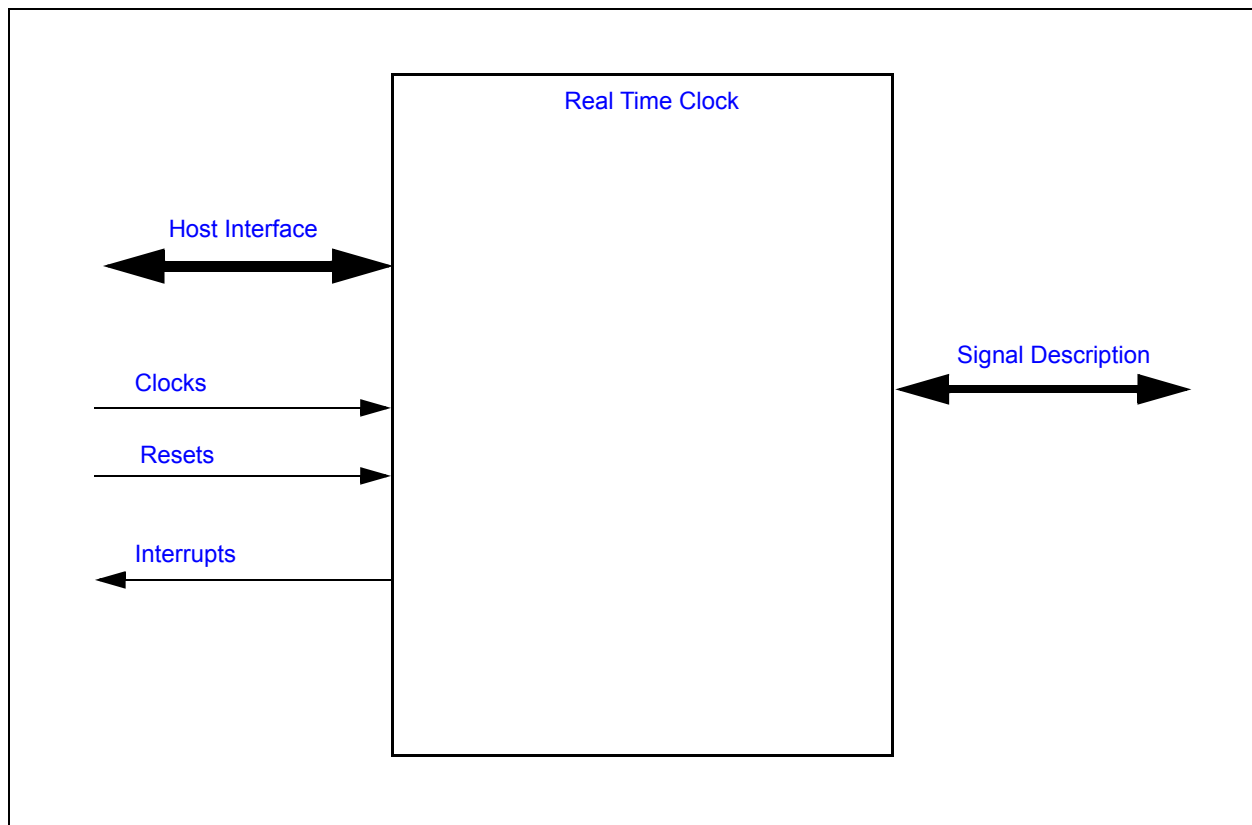 Real Time Clock
Host Interface
Signal Description
Clocks
Resets
Interrupts